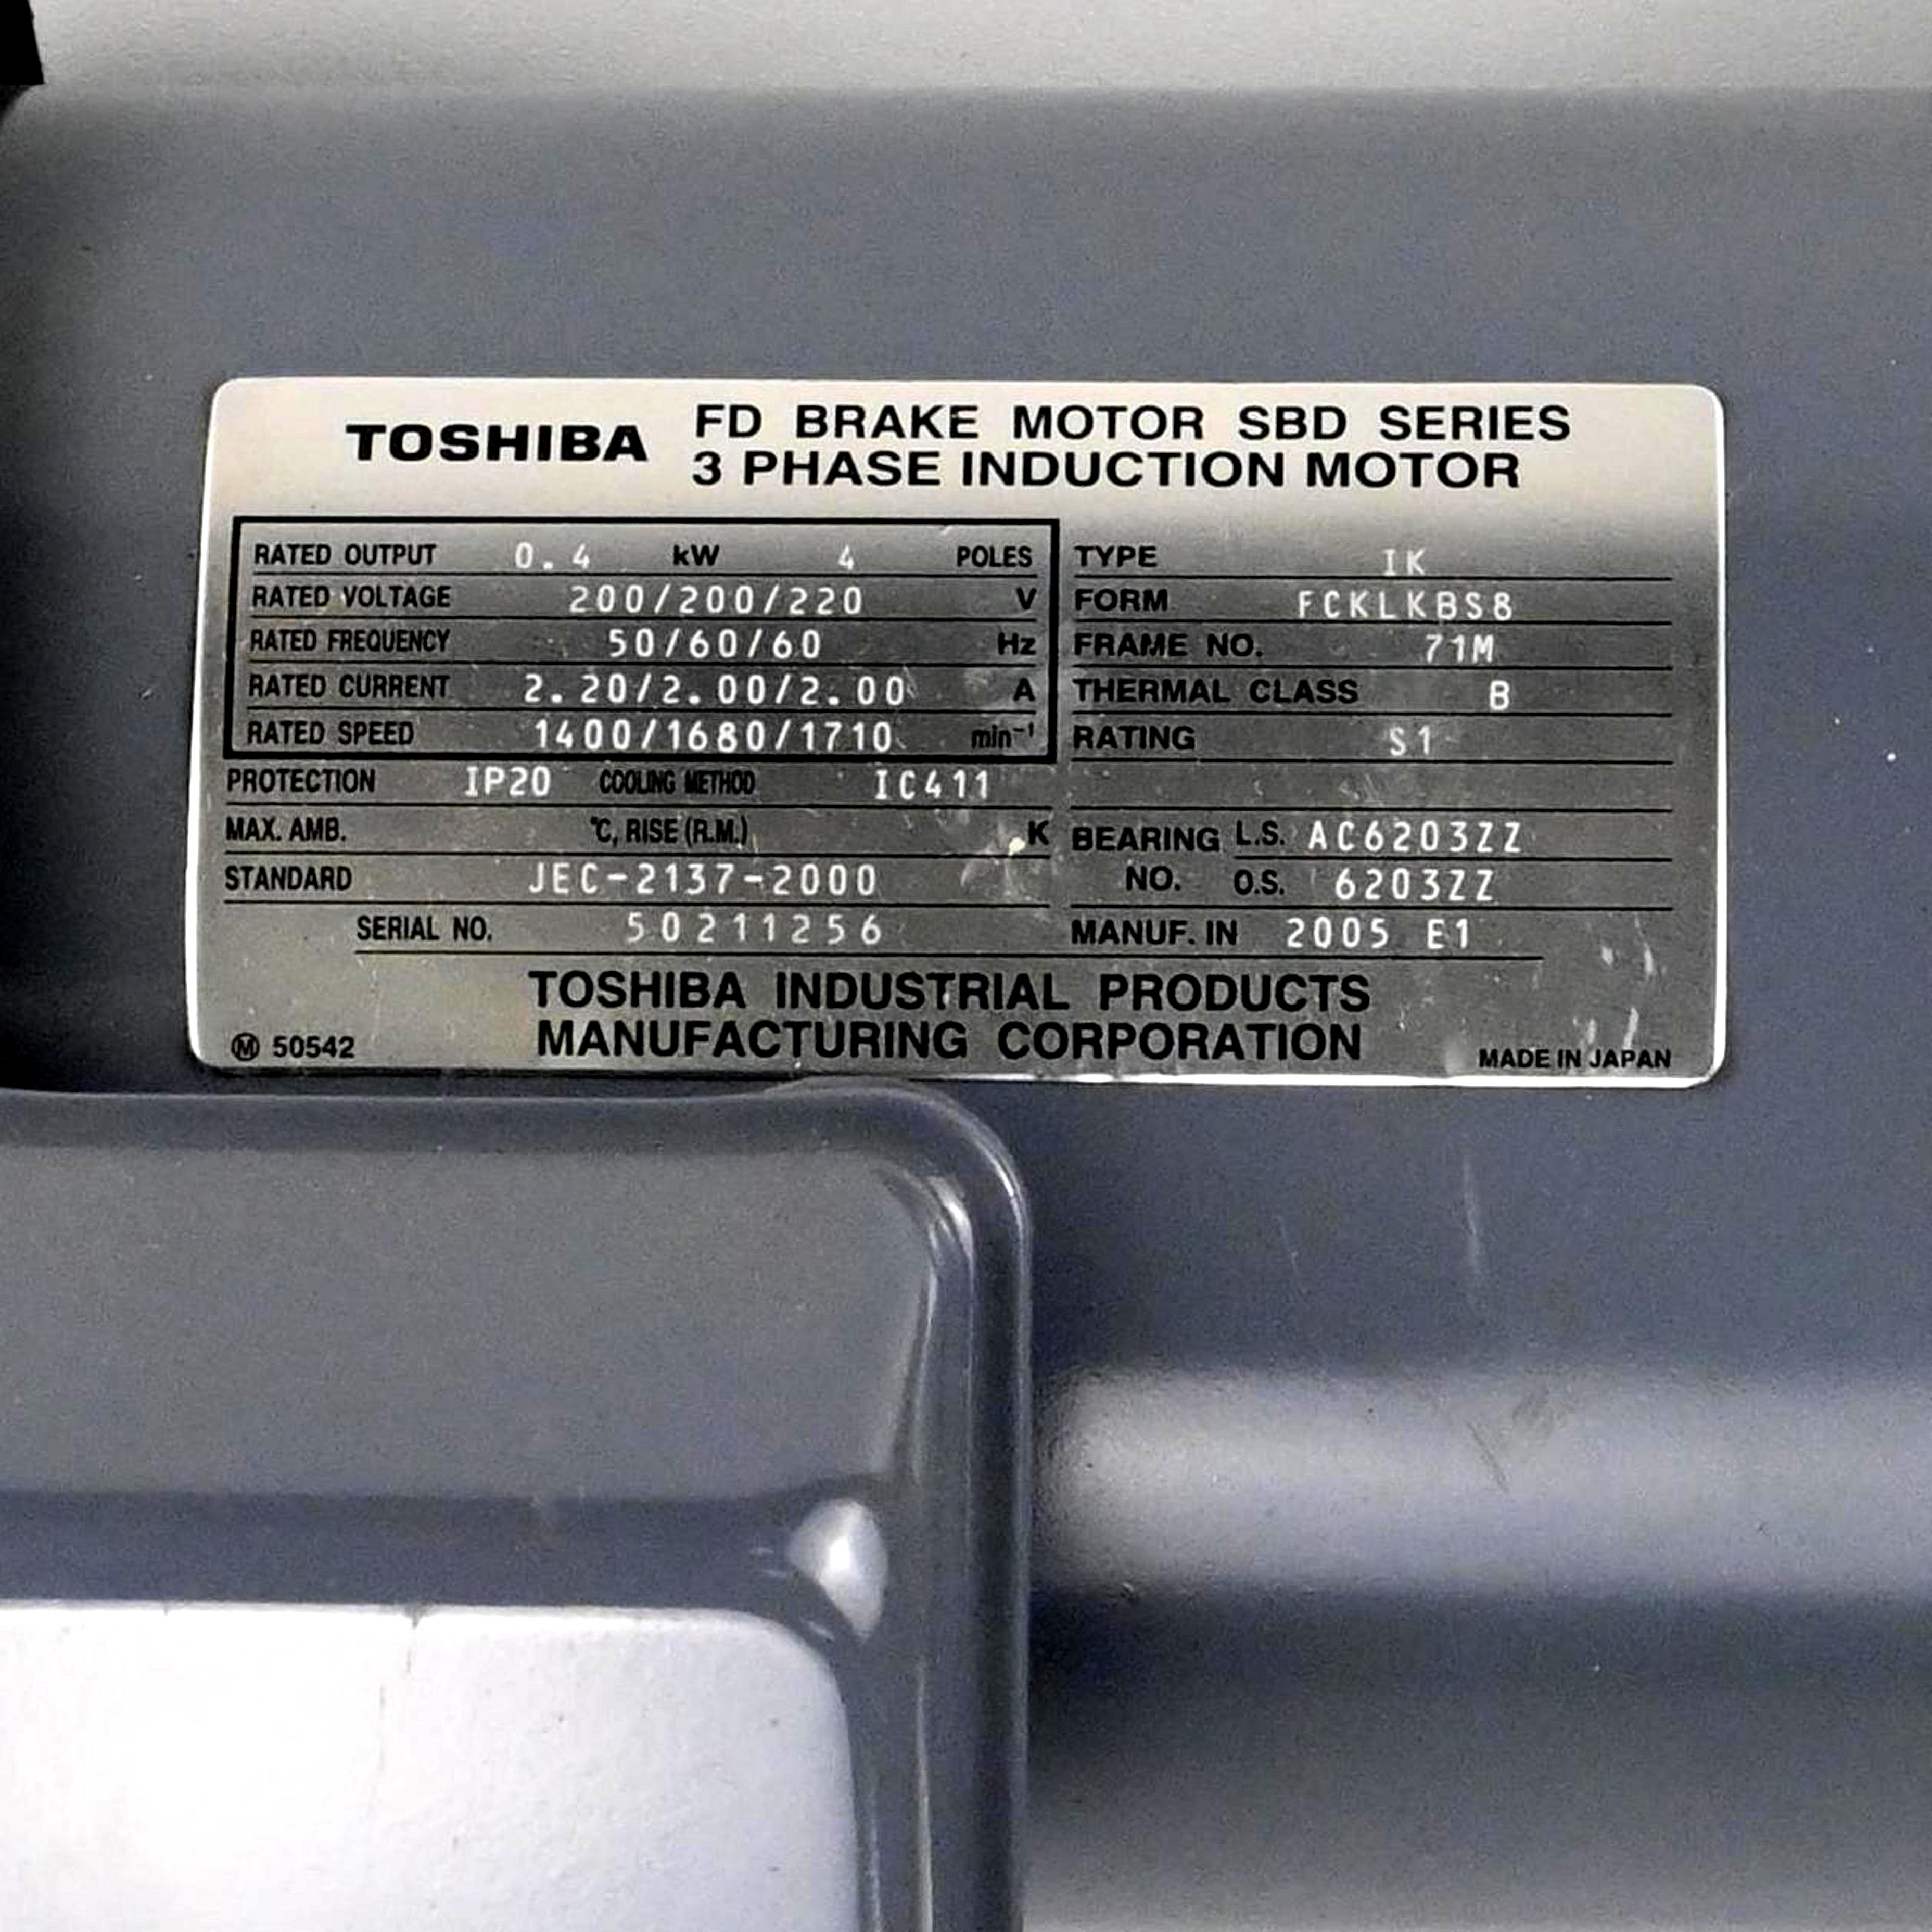 TOSHIBA FD BRAKE MOTOR SBD SERIES
3 PHASE INDUCTION MOTOR
RATED OUTPUT 0.4 kW 4 POLES
RATED VOLTAGE 200/200/220 V
RATED FREQUENCY 50/60/60 Hz
RATED CURRENT 2.20/2.00/2.00 A
RATED SPEED 1400/1680/1710 min⁻¹
PROTECTION IP20 COOLING METHOD IC411
MAX. AMB. °C, RISE (R.M.) K
STANDARD JEC-2137-2000
SERIAL NO. 50211256
TYPE IK
FORM FCKLKBS8
FRAME NO. 71M
THERMAL CLASS B
RATING S1
BEARING L.S. AC6203ZZ
NO. O.S. 6203ZZ
MANUF. IN 2005 E1
TOSHIBA INDUSTRIAL PRODUCTS
MANUFACTURING CORPORATION
Ⓜ 50542
MADE IN JAPAN